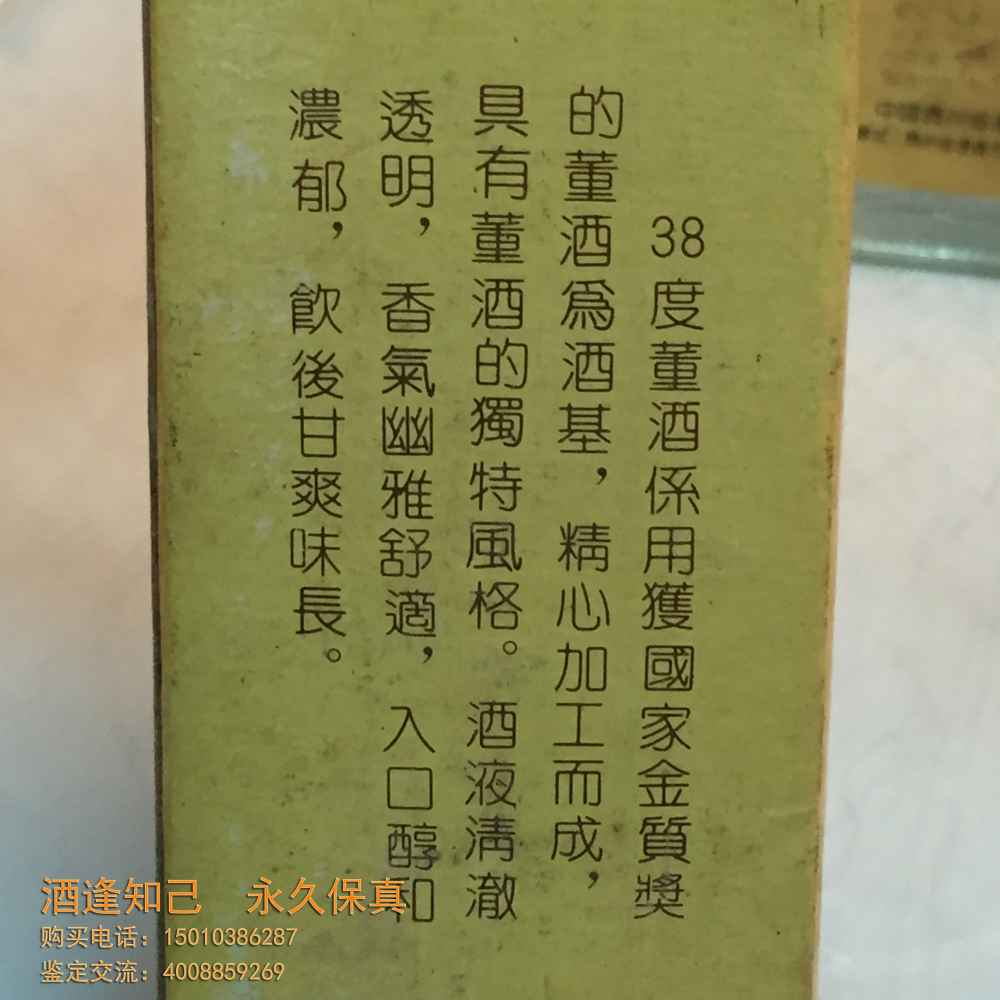 38度董酒係用獲國家金質獎
的董酒爲酒基，精心加工而成，
具有董酒的獨特風格。酒液清澈
透明，香氣幽雅舒適，入口醇和
濃郁，飲後甘爽味長。
酒逢知己 永久保真
购买电话：15010386287
鉴定交流：4008859269